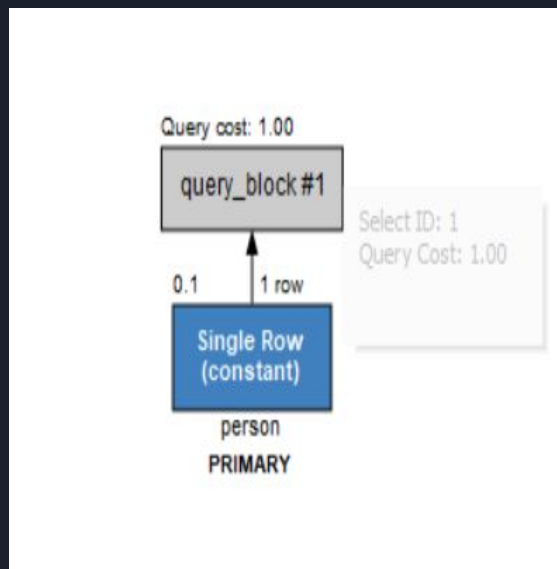 Query cost: 1.00
query_block #1
Select ID: 1
Query Cost: 1.00
0.1
1 row
Single Row
(constant)
person
PRIMARY